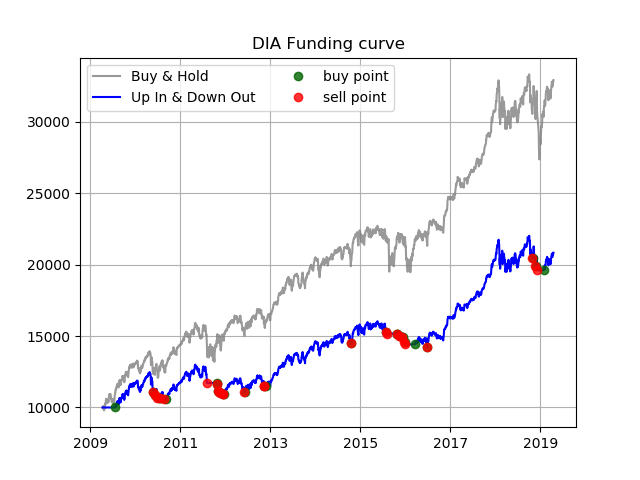 DIA Funding curve
Buy & Hold
Up In & Down Out
buy point
sell point
30000
25000
20000
15000
10000
2009 2011 2013 2015 2017 2019